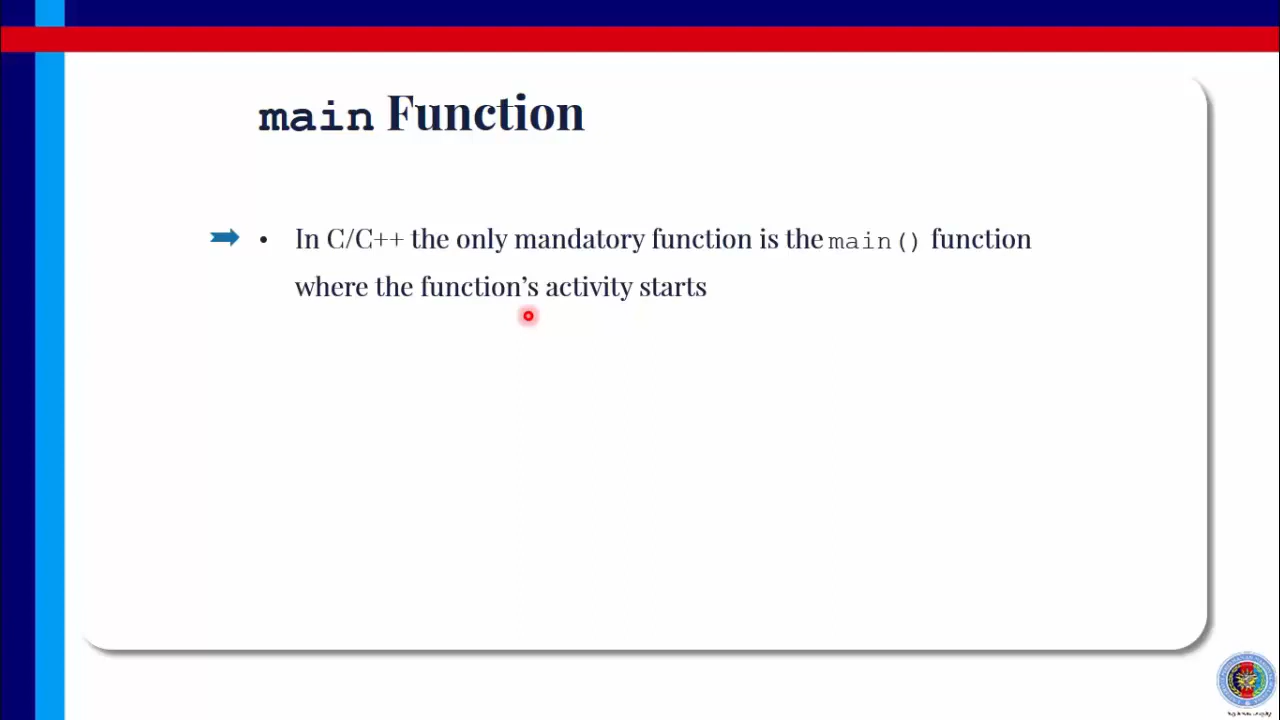 main Function
• In C/C++ the only mandatory function is the main() function
where the function’s activity starts